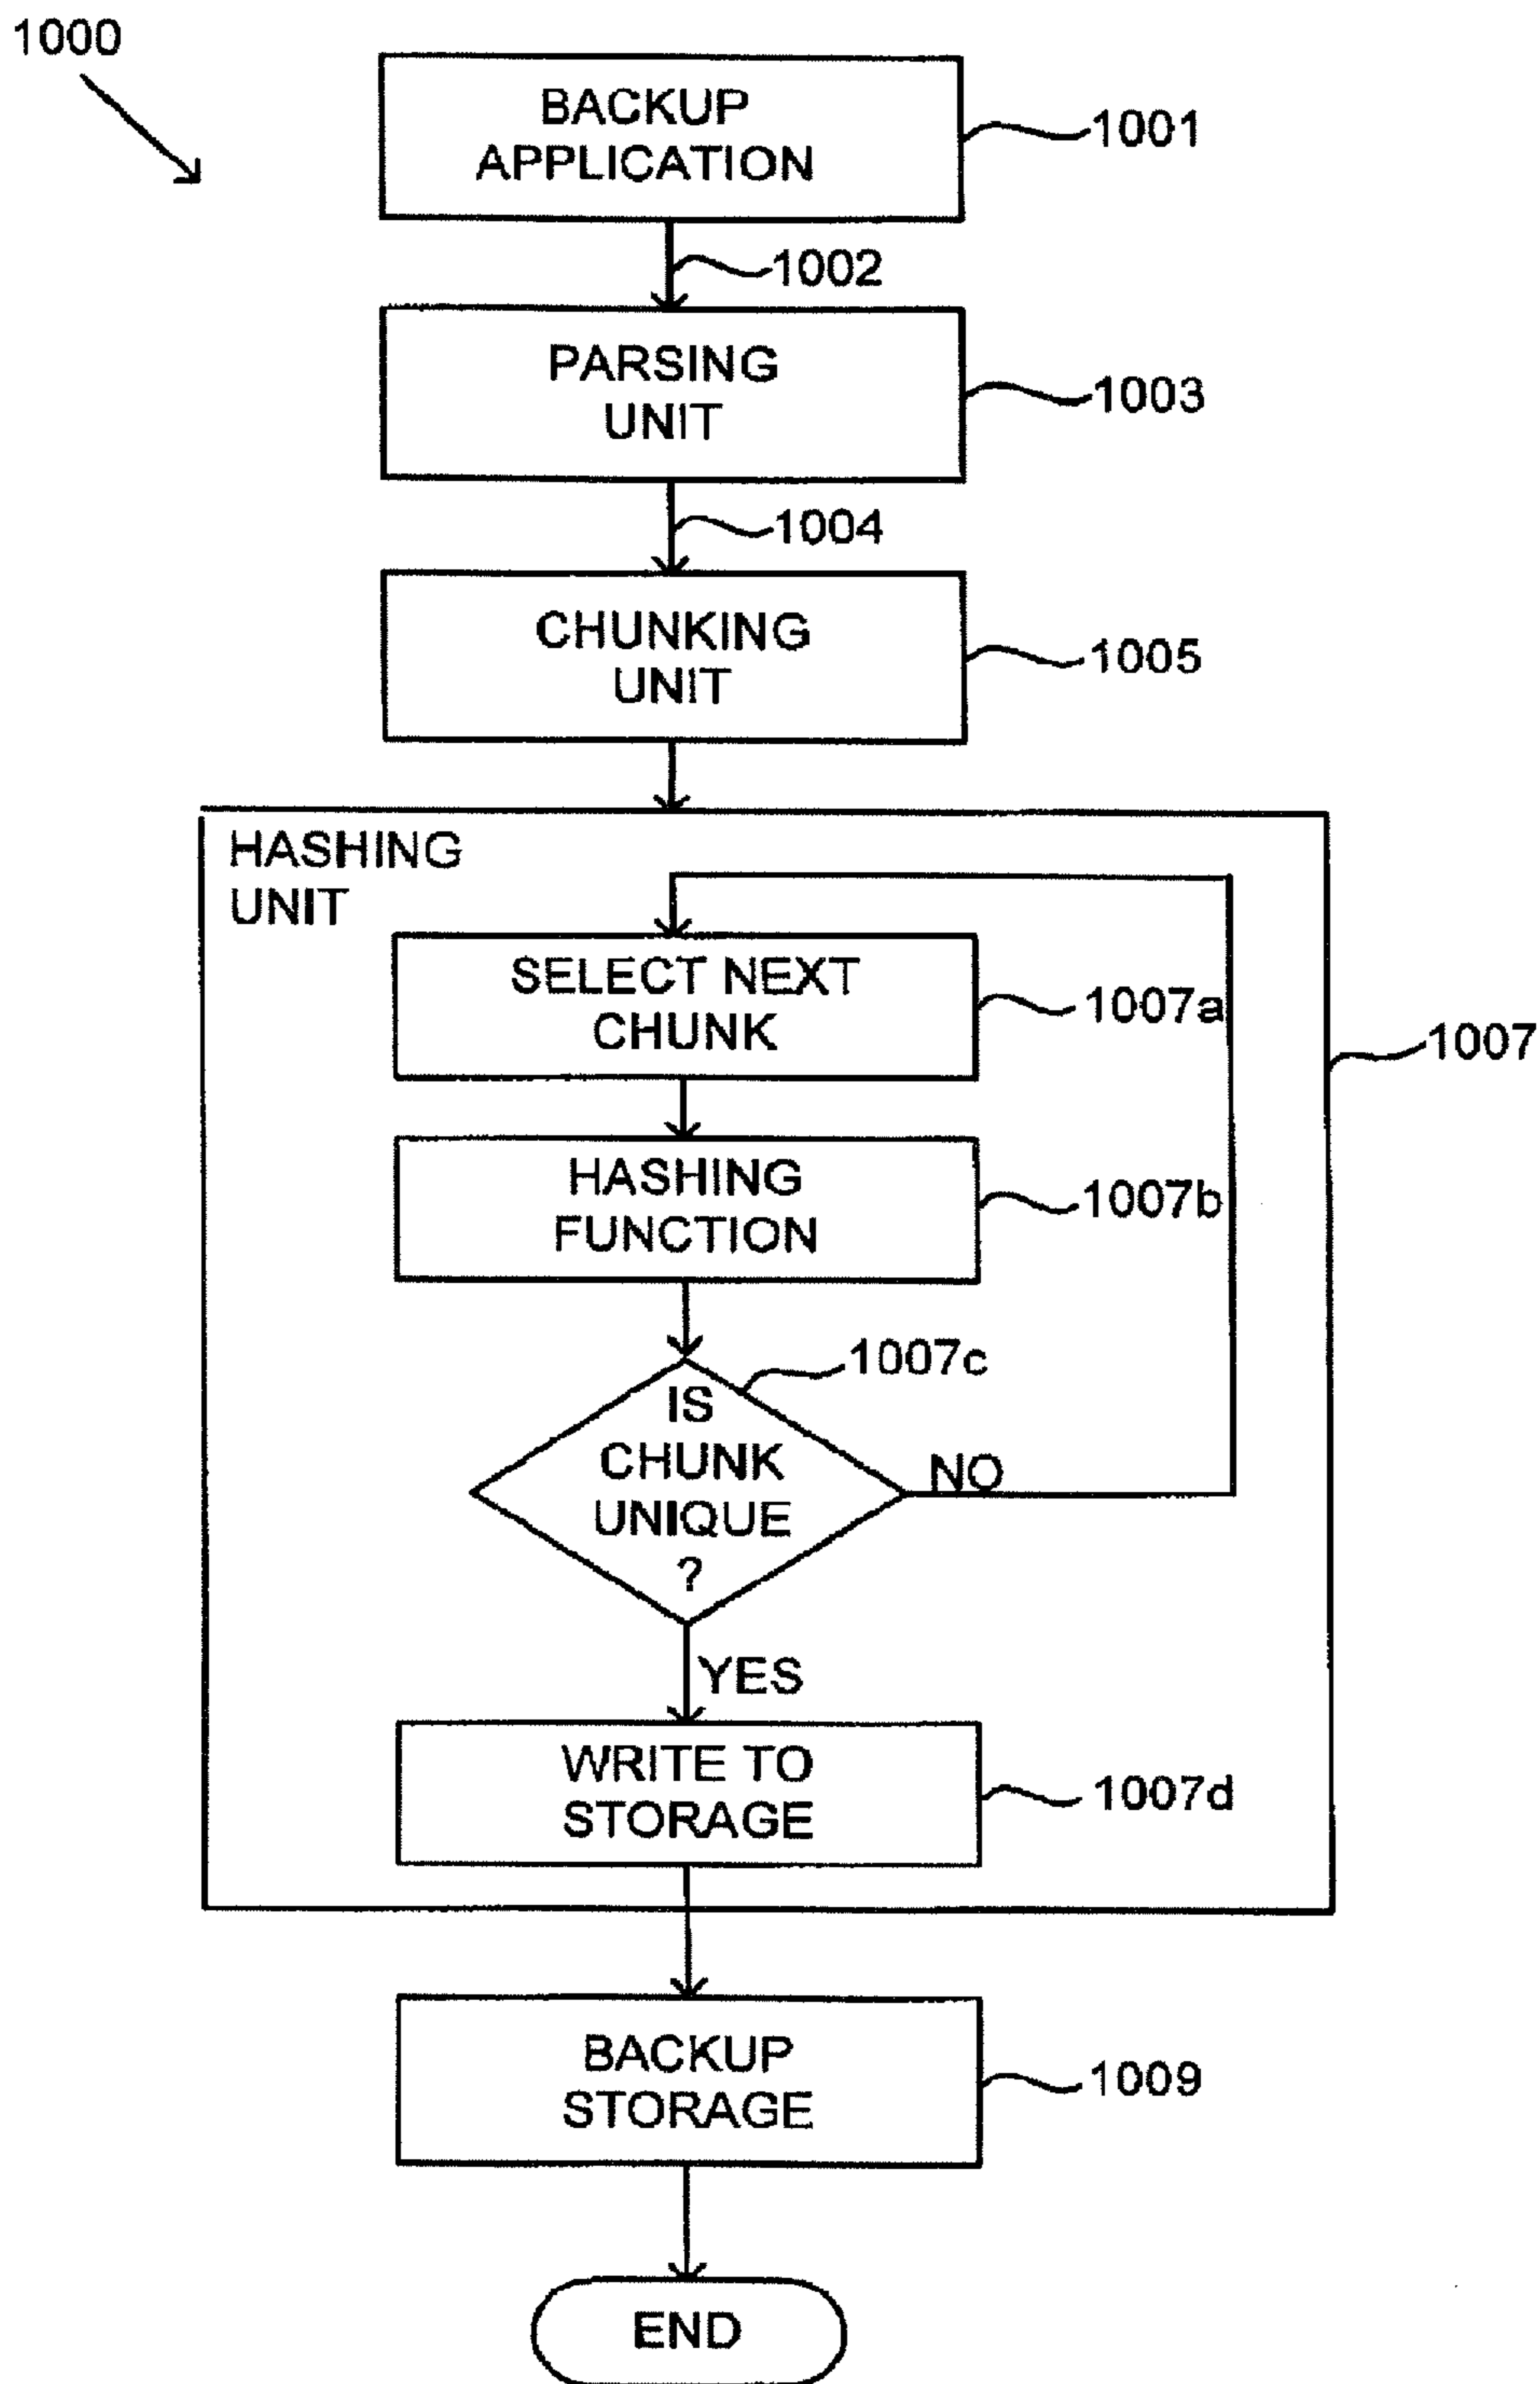 1000
BACKUP
APPLICATION
1001
1002
PARSING
UNIT
1003
1004
CHUNKING
UNIT
1005
HASHING
UNIT
SELECT NEXT
CHUNK
1007a
1007
HASHING
FUNCTION
1007b
1007c
IS
CHUNK
UNIQUE
?
NO
YES
WRITE TO
STORAGE
1007d
BACKUP
STORAGE
1009
END